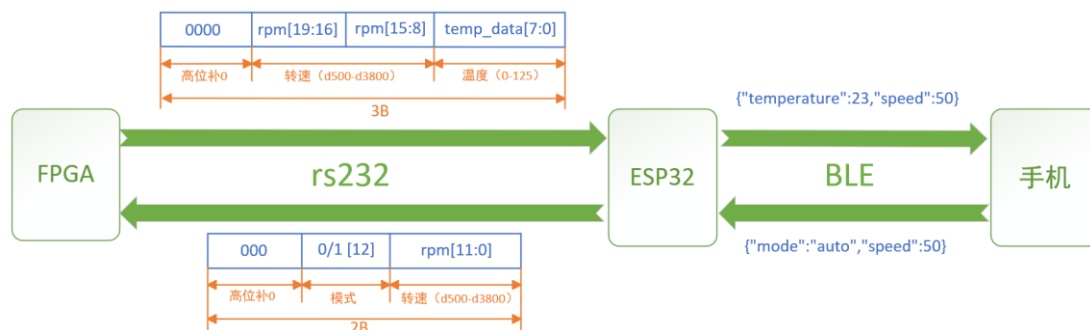 0000 rpm[19:16] rpm[15:8] temp_data[7:0]
高位补0 转速（d500-d3800） 温度（0-125）
3B
{"temperature":23,"speed":50}
FPGA rs232 ESP32 BLE 手机
000 0/1 [12] rpm[11:0]
{"mode":"auto","speed":50}
高位补0 模式 转速（d500-d3800）
2B